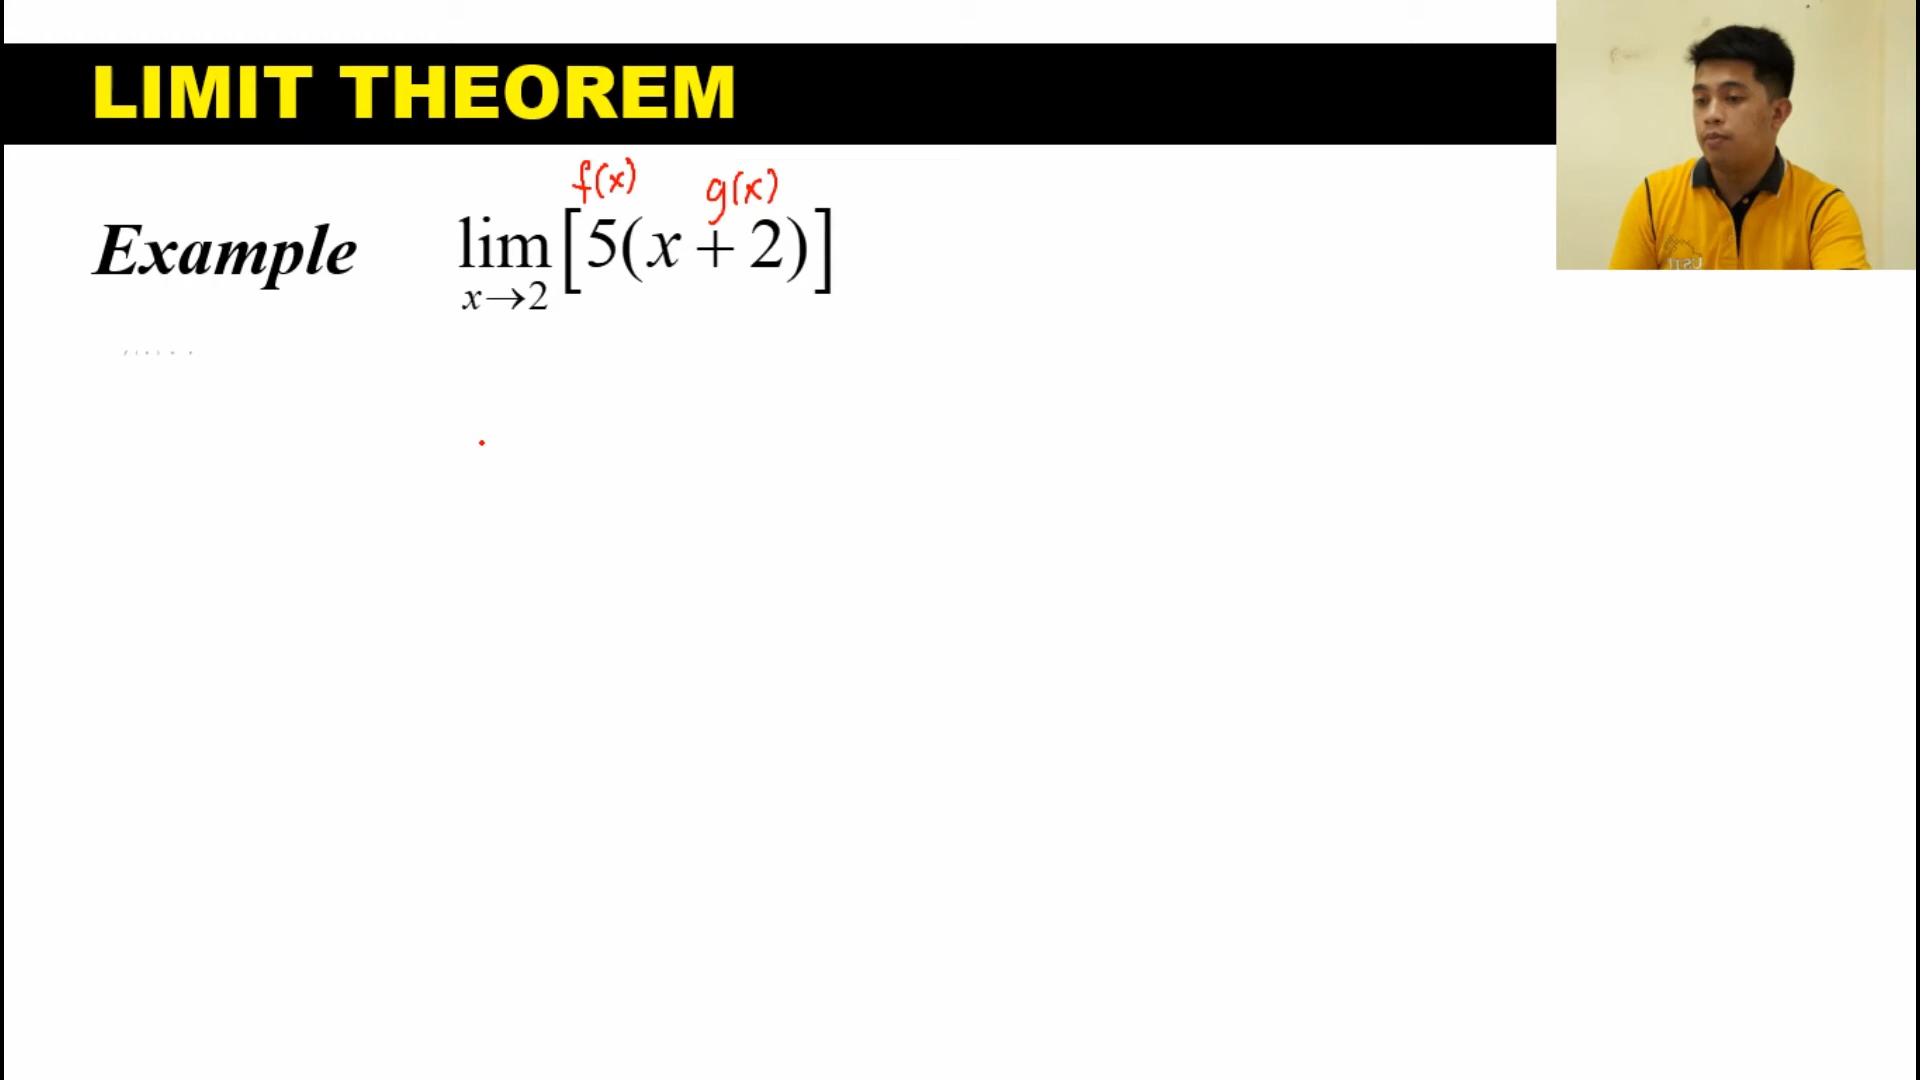 LIMIT THEOREM
f(x) g(x)
Example lim [5(x + 2)]
x→2